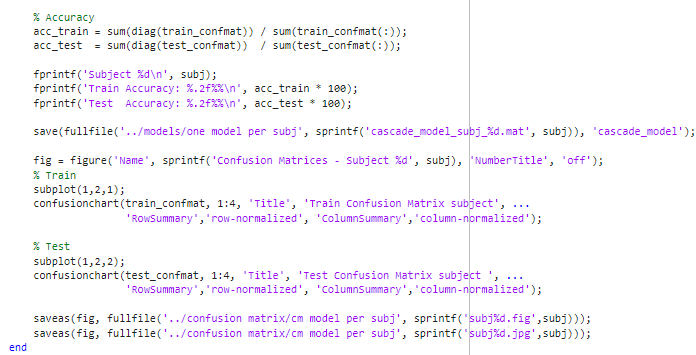 % Accuracy
acc_train = sum(diag(train_confmat)) / sum(train_confmat(:));
acc_test  = sum(diag(test_confmat))  / sum(test_confmat(:));
fprintf('Subject %d\n', subj);
fprintf('Train Accuracy: %.2f%%\n', acc_train * 100);
fprintf('Test  Accuracy: %.2f%%\n', acc_test * 100);
save(fullfile('../models/one model per subj', sprintf('cascade_model_subj_%d.mat', subj)), 'cascade_model');
fig = figure('Name', sprintf('Confusion Matrices - Subject %d', subj), 'NumberTitle', 'off');
% Train
subplot(1,2,1);
confusionchart(train_confmat, 1:4, 'Title', 'Train Confusion Matrix subject', ...
'RowSummary','row-normalized', 'ColumnSummary','column-normalized');
% Test
subplot(1,2,2);
confusionchart(test_confmat, 1:4, 'Title', 'Test Confusion Matrix subject ', ...
'RowSummary','row-normalized', 'ColumnSummary','column-normalized');
saveas(fig, fullfile('../confusion matrix/cm model per subj', sprintf('subj%d.fig',subj)));
saveas(fig, fullfile('../confusion matrix/cm model per subj', sprintf('subj%d.jpg',subj)));
end